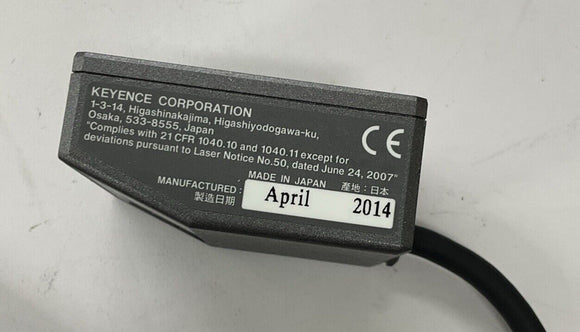 KEYENCE CORPORATION
1-3-14, Higashinakajima, Higashiyodogawa-ku,
Osaka, 533-8555, Japan
"Complies with 21 CFR 1040.10 and 1040.11 except for
deviations pursuant to Laser Notice No.50, dated June 24, 2007"
CE
MADE IN JAPAN 產地:日本
MANUFACTURED: April 2014
製造日期